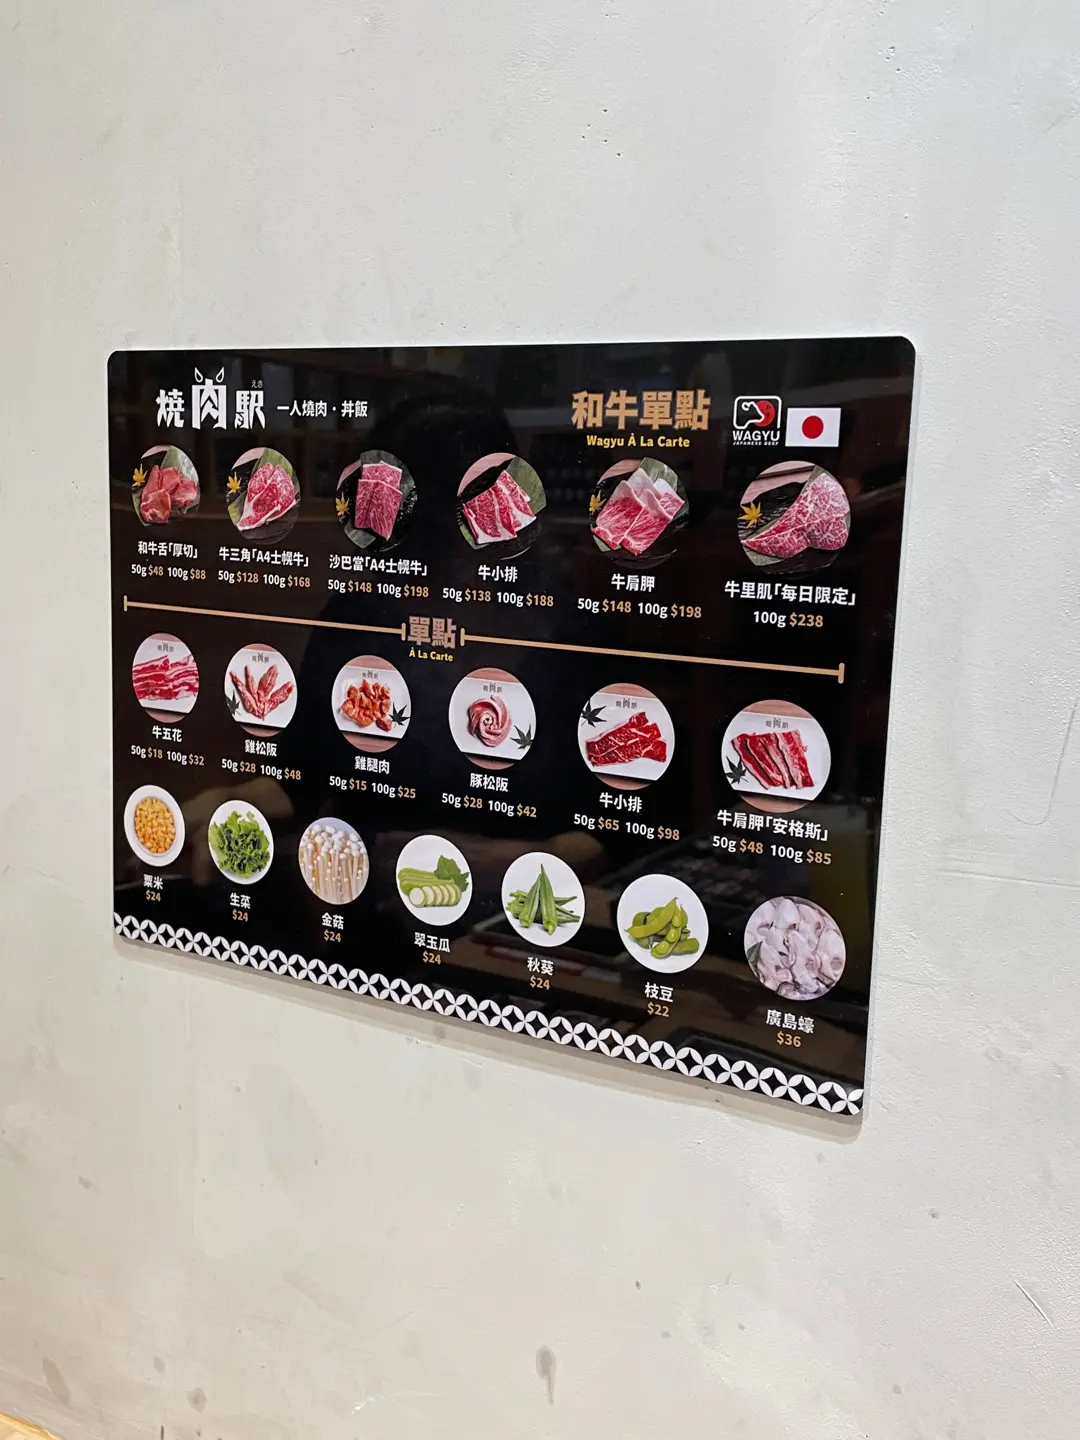 えき
燒肉駅 一人燒肉・丼飯
和牛單點
Wagyu À La Carte
WAGYU
JAPANESE BEEF
和牛舌「厚切」
50g $48 100g $88
牛三角「A4士幌牛」
50g $128 100g $168
沙巴當「A4士幌牛」
50g $148 100g $198
牛小排
50g $138 100g $188
牛肩胛
50g $148 100g $198
牛里肌「每日限定」
100g $238
單點
À La Carte
牛五花
50g $18 100g $32
雞松阪
50g $28 100g $48
雞腿肉
50g $15 100g $25
豚松阪
50g $28 100g $42
牛小排
50g $65 100g $98
牛肩胛「安格斯」
50g $48 100g $85
粟米
$24
生菜
$24
金菇
$24
翠玉瓜
$24
秋葵
$24
枝豆
$22
廣島蠔
$36